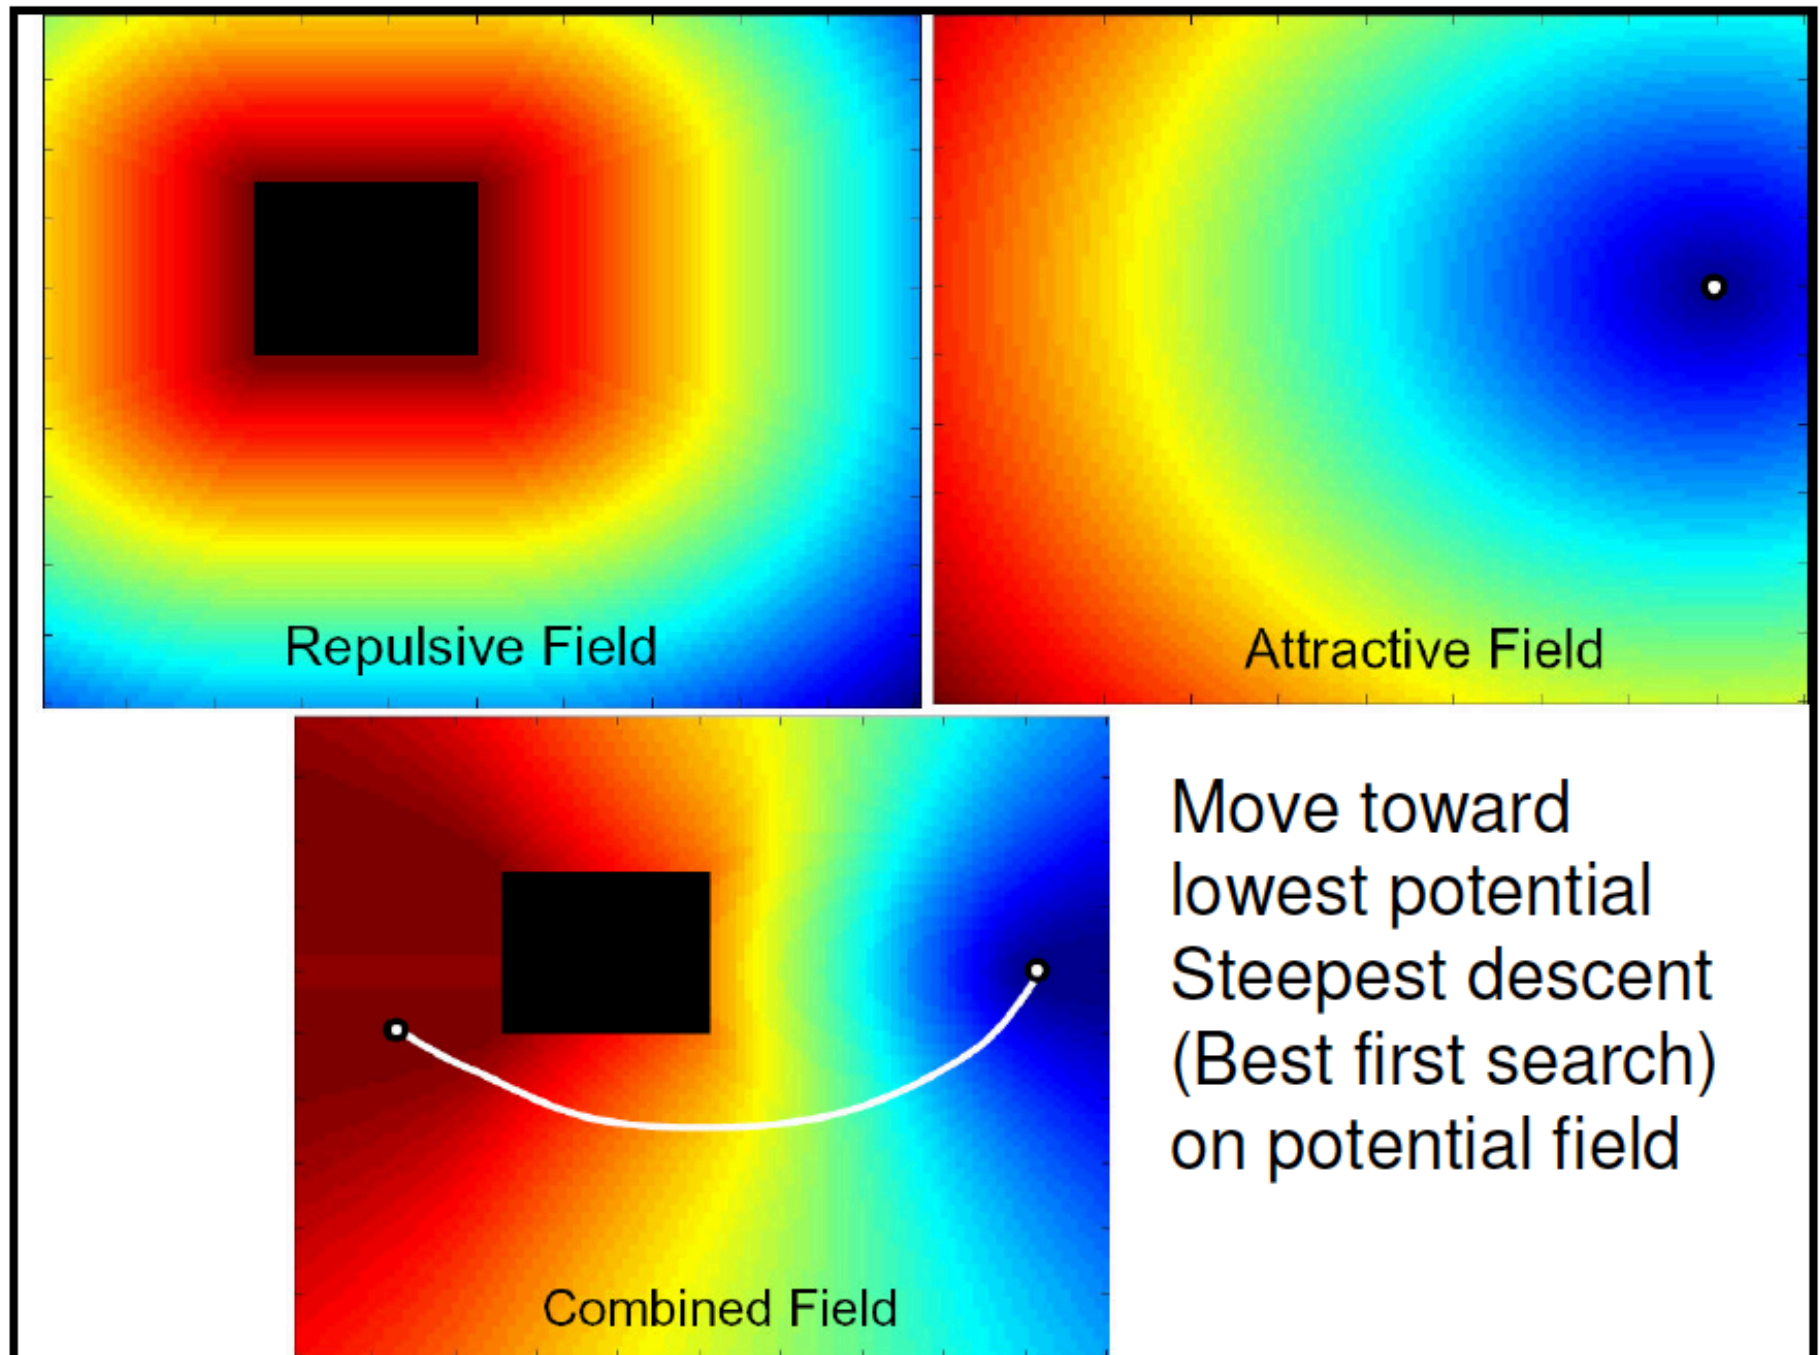 Repulsive Field
Attractive Field
Combined Field
Move toward
lowest potential
Steepest descent
(Best first search)
on potential field